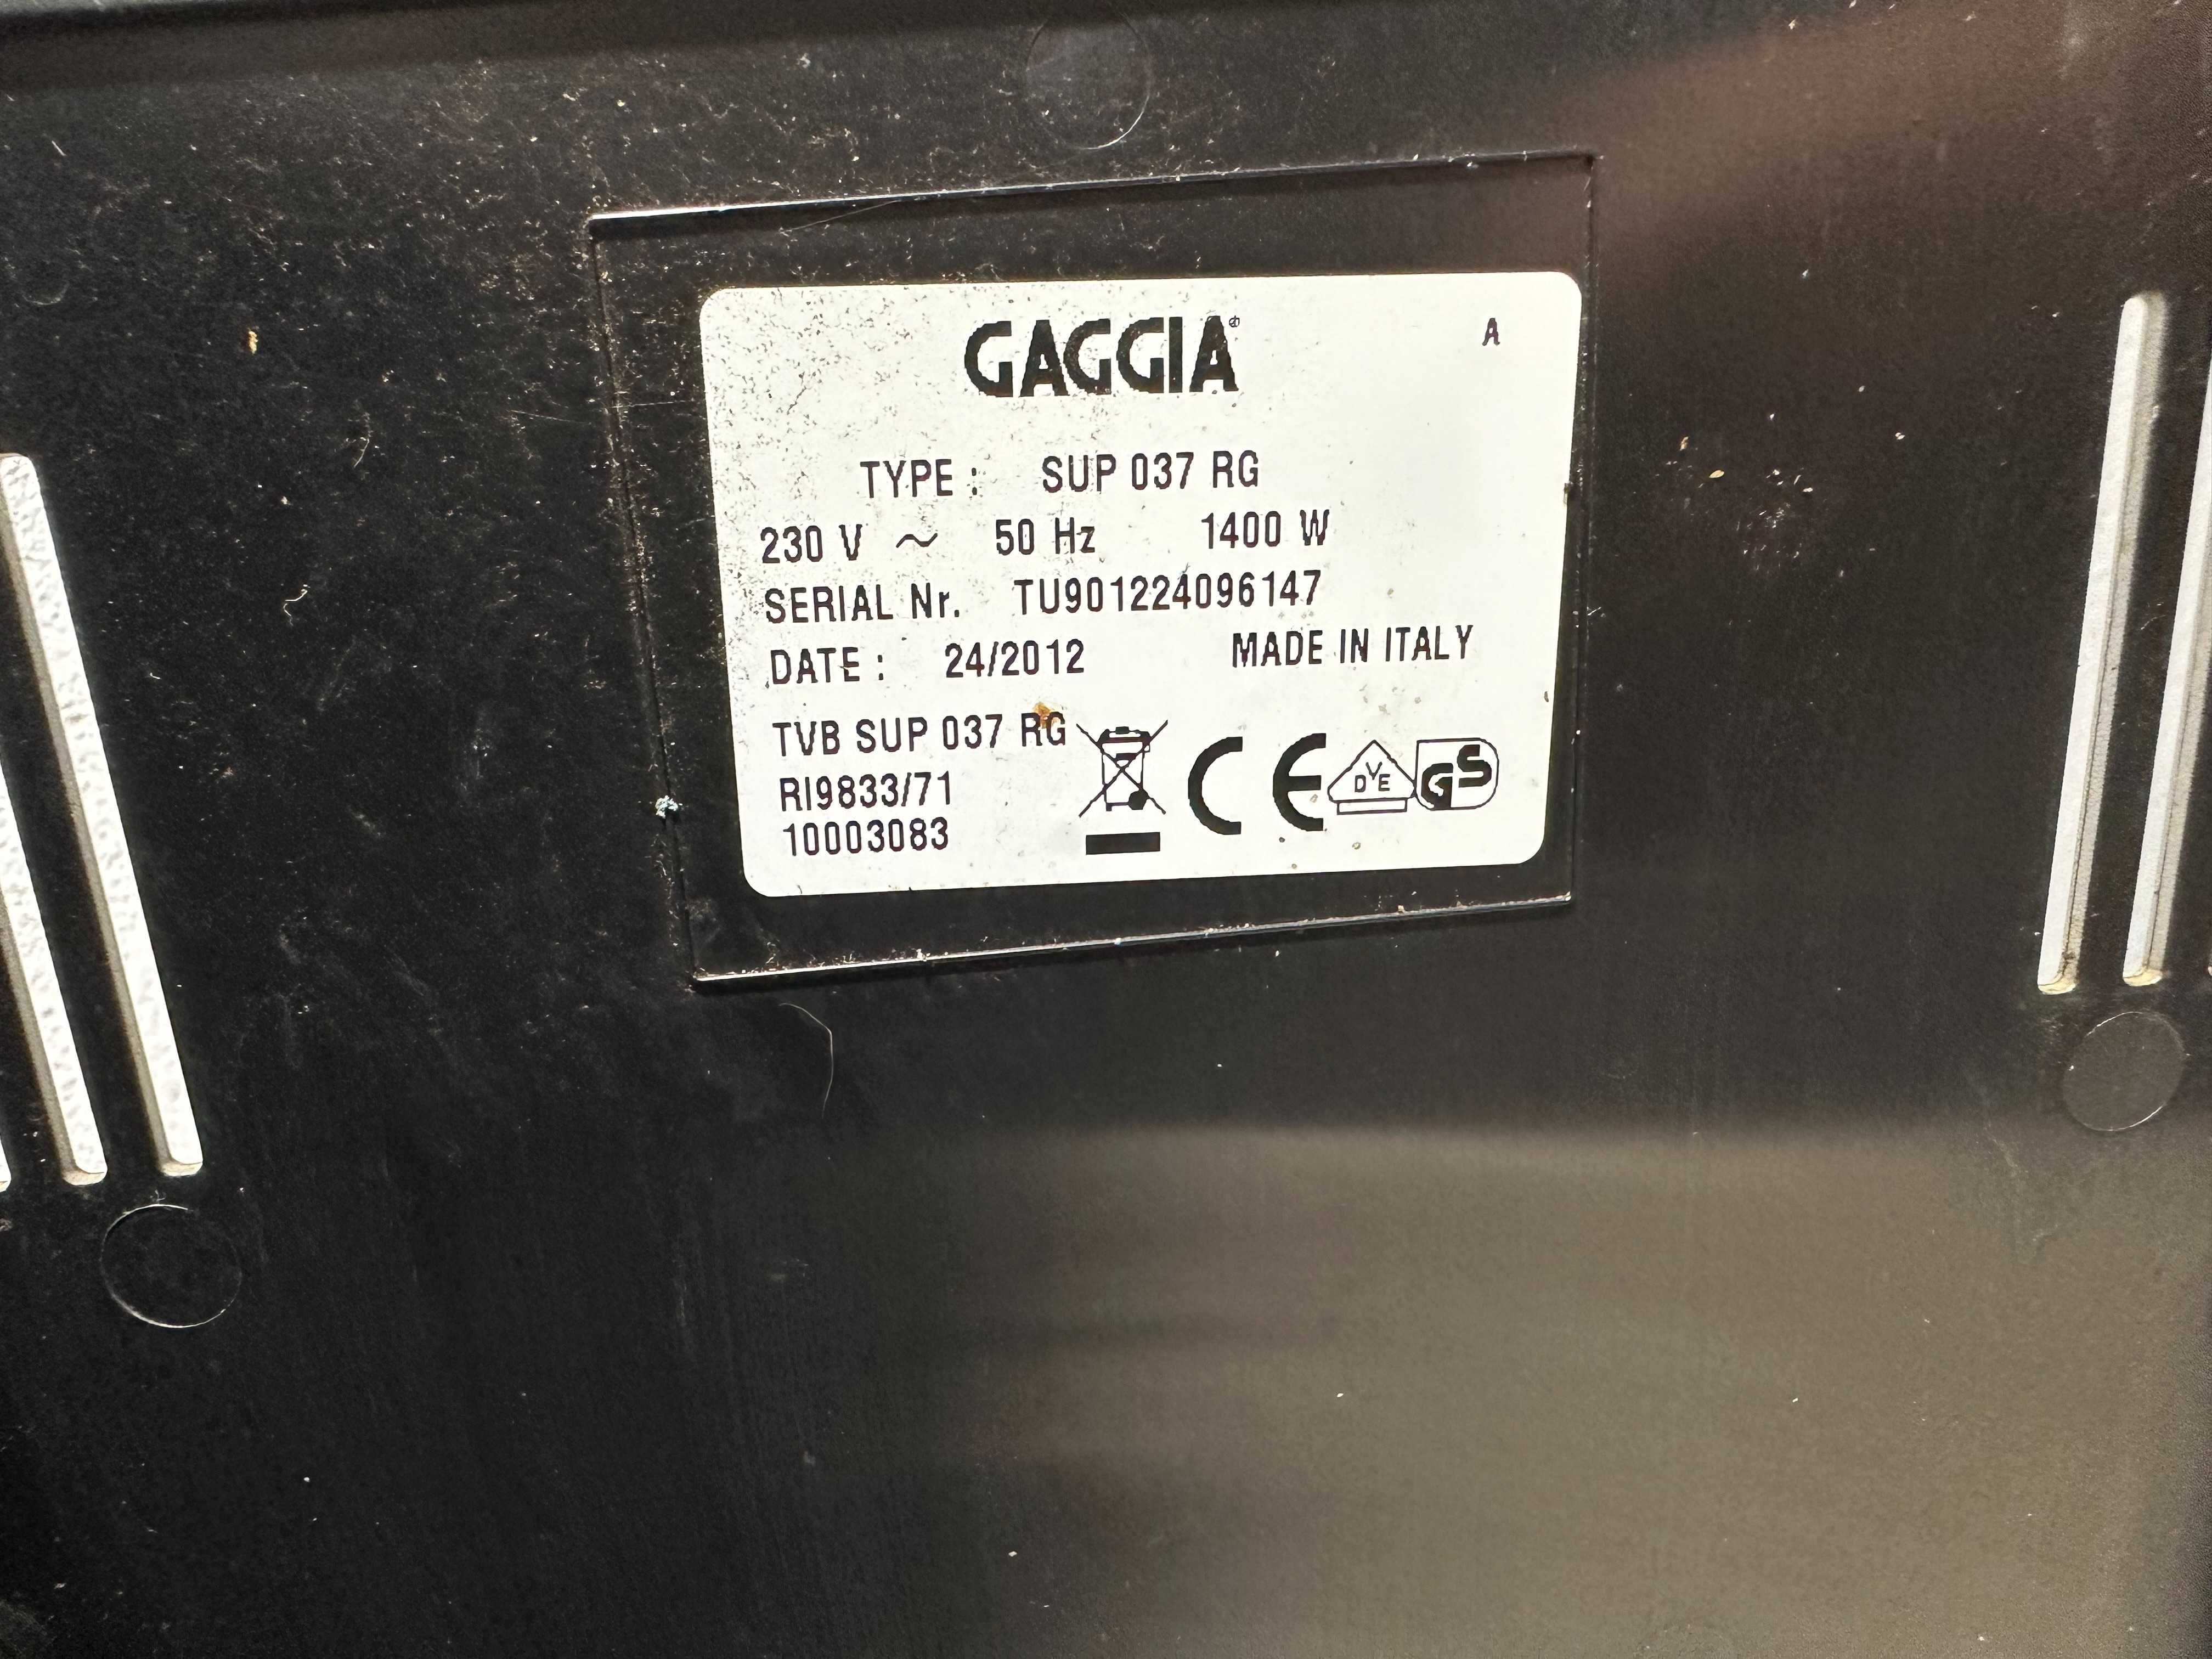 GAGGIA® A
TYPE : SUP 037 RG
230 V ~ 50 Hz 1400 W
SERIAL Nr. TU901224096147
DATE : 24/2012 MADE IN ITALY
TVB SUP 037 RG
RI9833/71
10003083
CE DVE GS